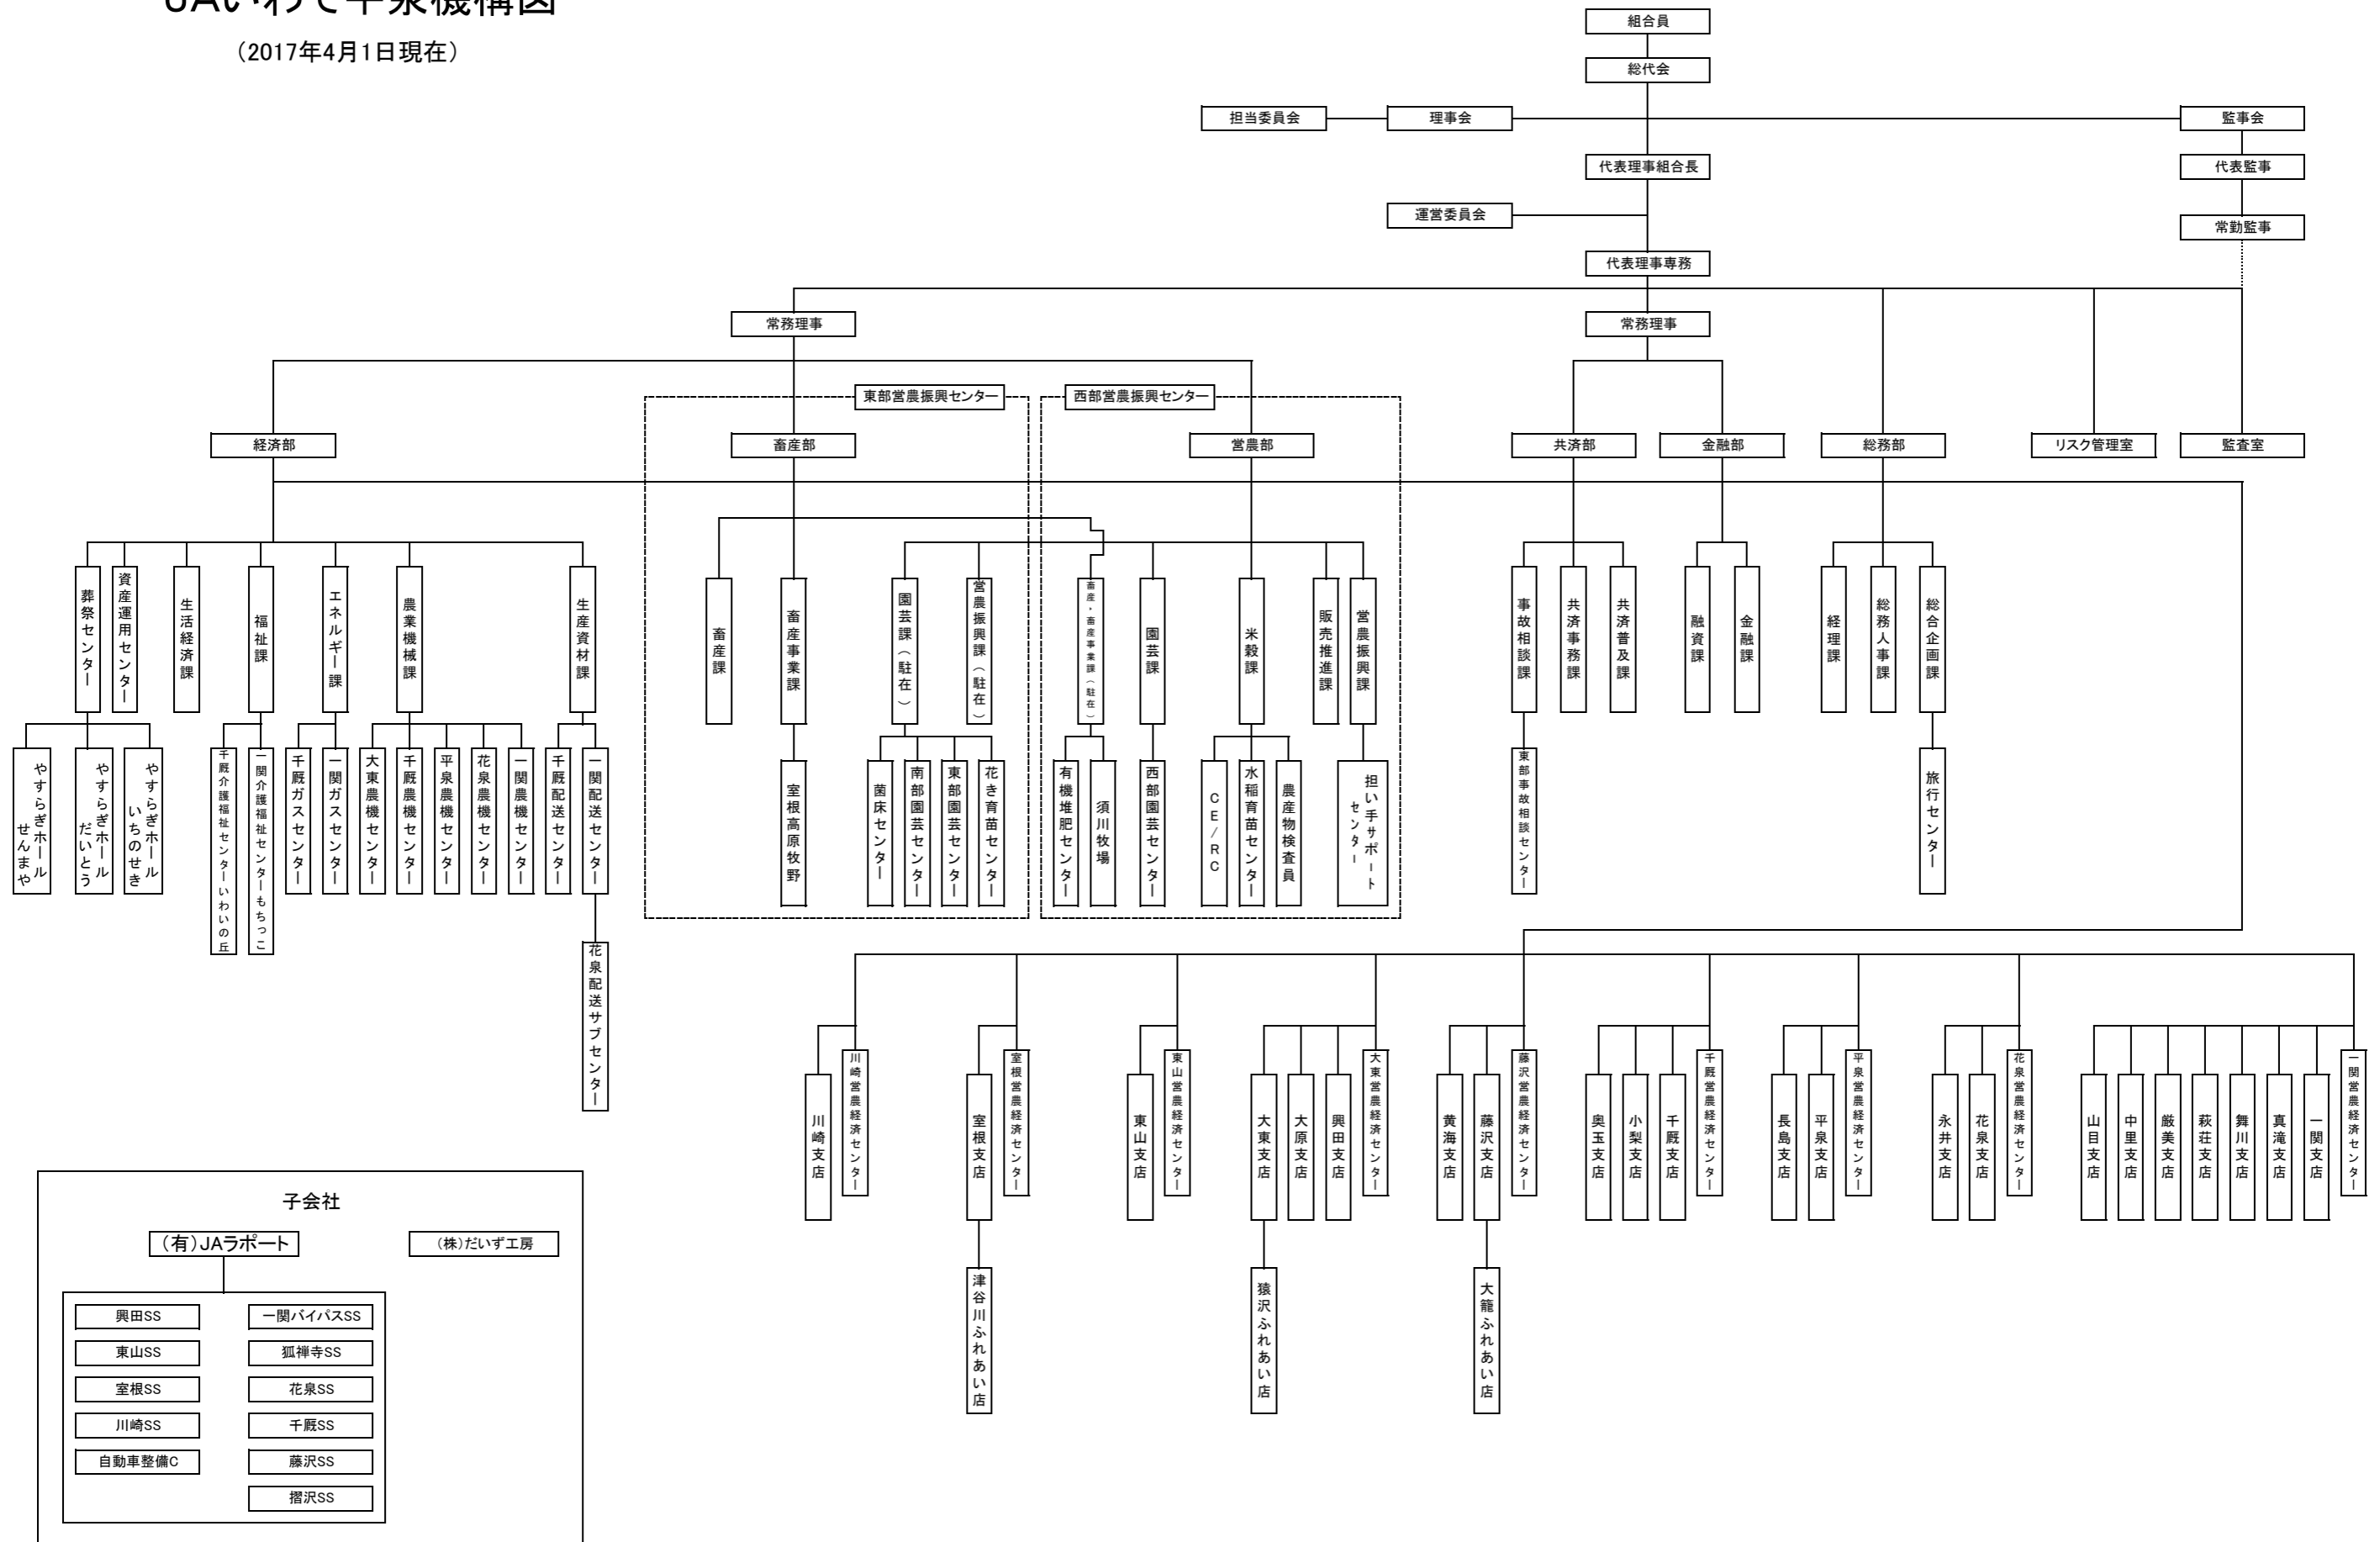 JAいわて平泉機構図
（2017年4月1日現在）
組合員
総代会
担当委員会
理事会
監事会
代表理事組合長
代表監事
運営委員会
常勤監事
代表理事専務
常務理事
常務理事
東部営農振興センター
西部営農振興センター
経済部
畜産部
営農部
共済部
金融部
総務部
リスク管理室
監査室
葬祭センター
資産運用センター
生活経済課
福祉課
エネルギー課
農業機械課
生産資材課
畜産課
畜産事業課
園芸課（駐在）
営農振興課（駐在）
畜産・畜産事業課（駐在）
園芸課
米穀課
販売推進課
営農振興課
事故相談課
共済事務課
共済普及課
融資課
金融課
経理課
総務人事課
総合企画課
やすらぎホール
せんまや
やすらぎホール
だいとう
やすらぎホール
いちのせき
千厩介護福祉センターいわいの丘
一関介護福祉センターもちっこ
千厩ガスセンター
一関ガスセンター
大東農機センター
千厩農機センター
平泉農機センター
花泉農機センター
一関農機センター
千厩配送センター
一関配送センター
室根高原牧野
菌床センター
南部園芸センター
東部園芸センター
花き育苗センター
有機堆肥センター
須川牧場
西部園芸センター
CE/RC
水稲育苗センター
農産物検査員
担い手サポート
センター
東部事故相談センター
旅行センター
花泉配送サブセンター
川崎支店
川崎営農経済センター
室根支店
室根営農経済センター
東山支店
東山営農経済センター
大東支店
大原支店
興田支店
大東営農経済センター
黄海支店
藤沢支店
藤沢営農経済センター
奥玉支店
小梨支店
千厩支店
千厩営農経済センター
長島支店
平泉支店
平泉営農経済センター
永井支店
花泉支店
花泉営農経済センター
山目支店
中里支店
厳美支店
萩荘支店
舞川支店
真滝支店
一関支店
一関営農経済センター
津谷川ふれあい店
猿沢ふれあい店
大籠ふれあい店
子会社
（有）JAラポート
（株）だいず工房
興田SS
一関バイパスSS
東山SS
狐禅寺SS
室根SS
花泉SS
川崎SS
千厩SS
自動車整備C
藤沢SS
摺沢SS